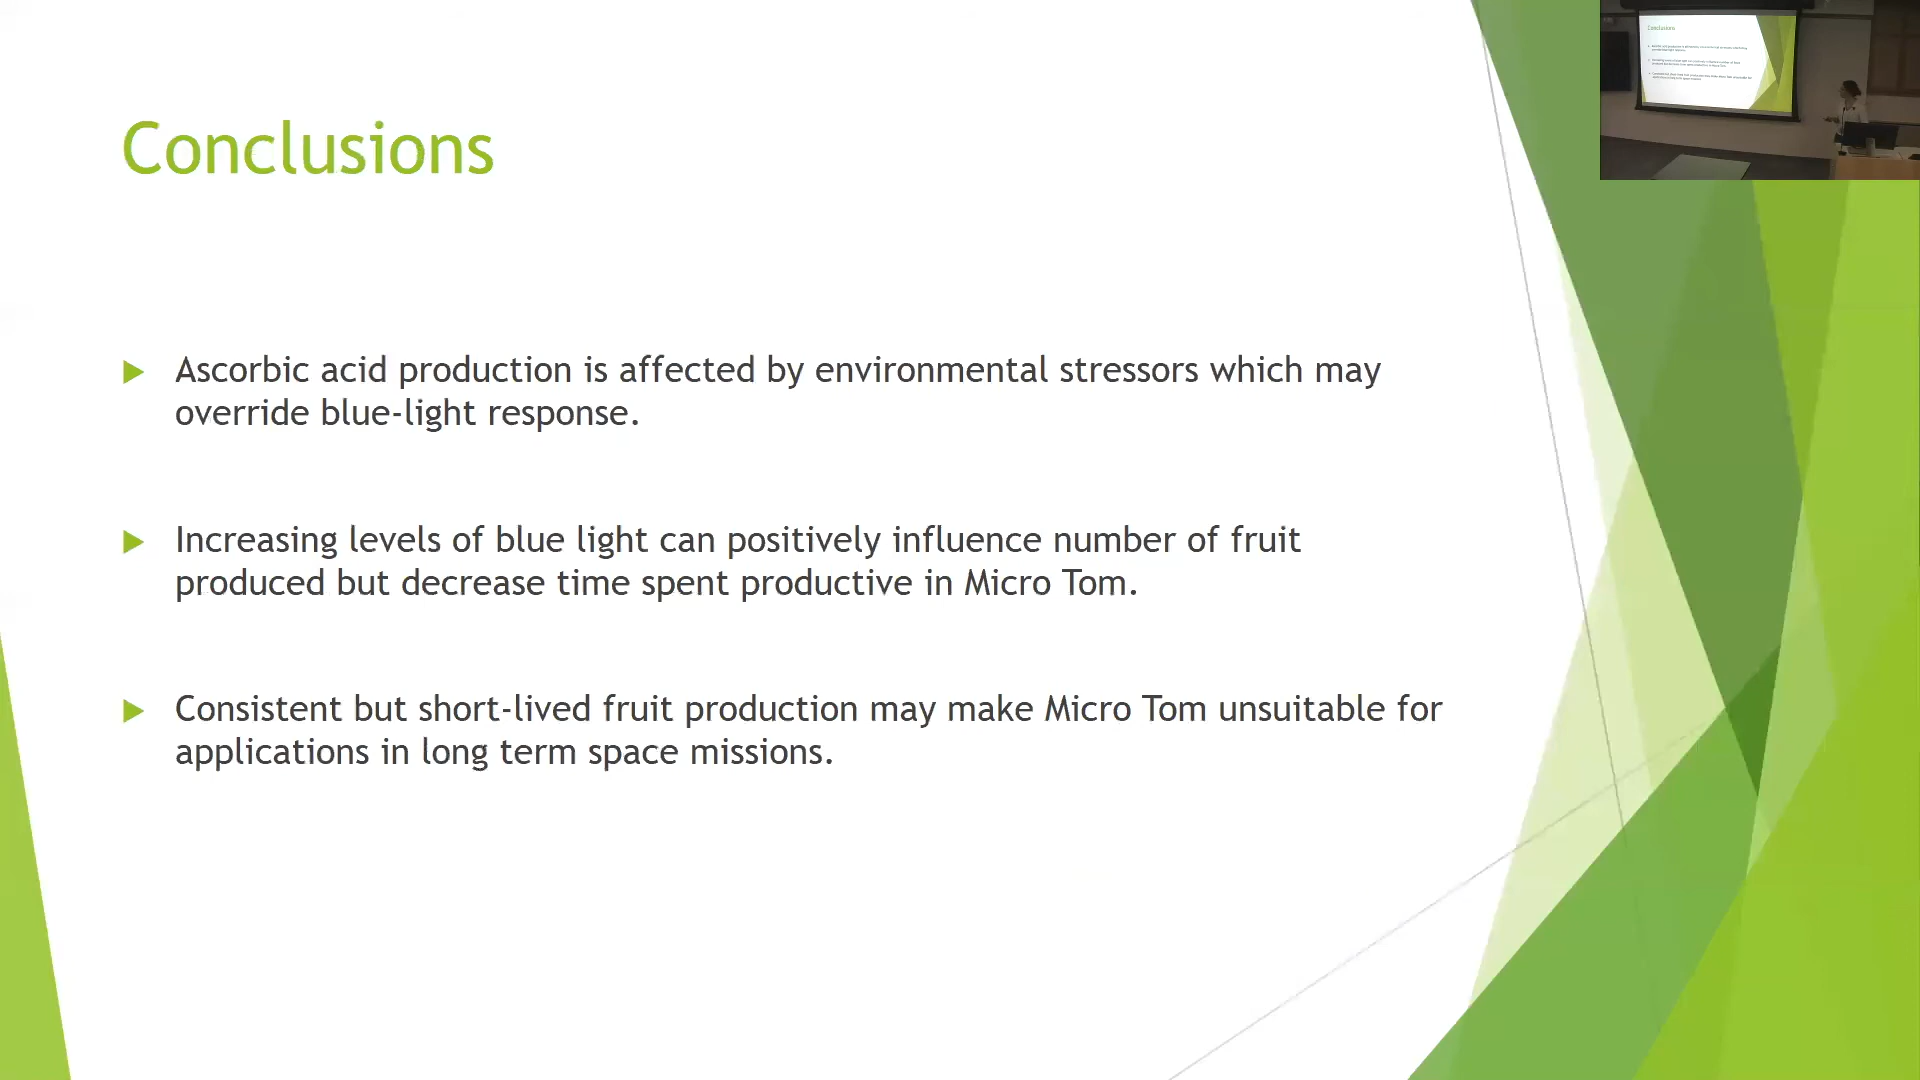 Conclusions
Ascorbic acid production is affected by environmental stressors which may
override blue-light response.
Increasing levels of blue light can positively influence number of fruit
produced but decrease time spent productive in Micro Tom.
Consistent but short-lived fruit production may make Micro Tom unsuitable for
applications in long term space missions.
Conclusions